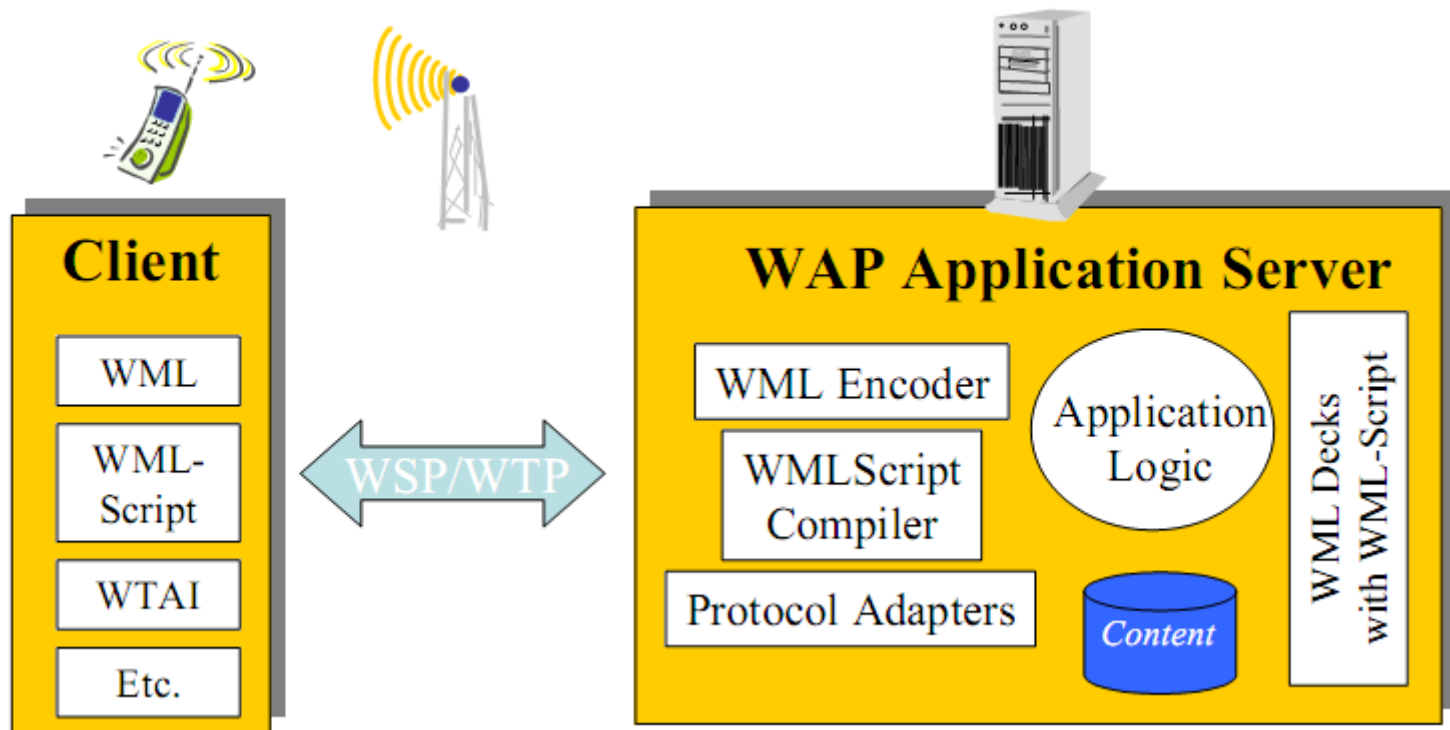 Client
WML
WML-
Script
WTAI
Etc.
WSP/WTP
WAP Application Server
WML Encoder
WMLScript
Compiler
Protocol Adapters
Application
Logic
Content
WML Decks
with WML-Script